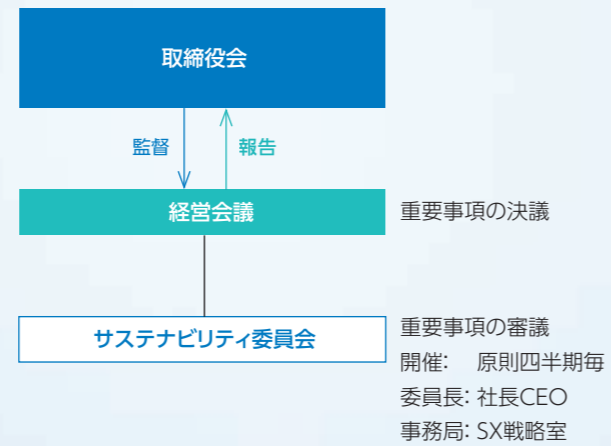 取締役会
監督
報告
経営会議
重要事項の決議
サステナビリティ委員会
重要事項の審議
開催: 原則四半期毎
委員長: 社長CEO
事務局: SX戦略室